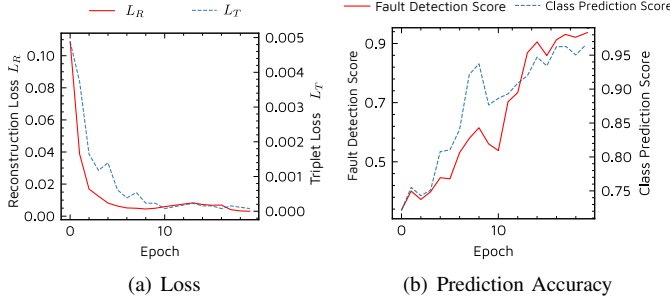 L_R
L_T
0.10
0.08
0.06
0.04
0.02
0.00
Reconstruction Loss L_R
0.005
0.004
0.003
0.002
0.001
0.000
Triplet Loss L_T
0
10
Epoch
(a) Loss
Fault Detection Score
Class Prediction Score
0.9
0.7
0.5
Fault Detection Score
0.95
0.90
0.85
0.80
0.75
Class Prediction Score
0
10
Epoch
(b) Prediction Accuracy